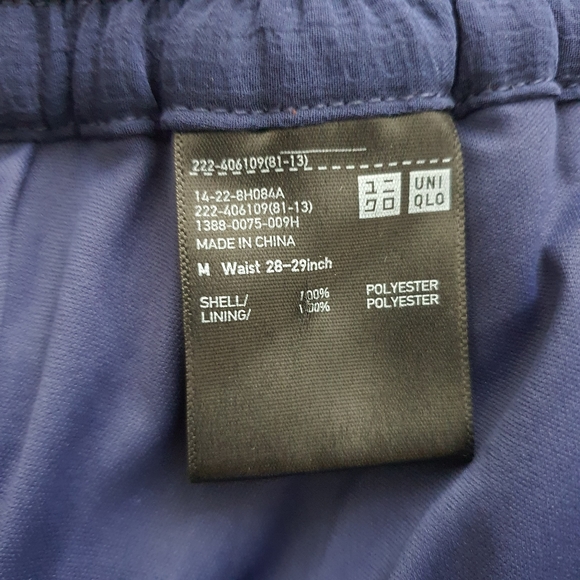 222-406109(81-13)
14-22-8H084A
222-406109(81-13)
1388-0075-009H
MADE IN CHINA
ユニ
クロ
UNI
QLO
M Waist 28-29inch
SHELL/ 100% POLYESTER
LINING/ 100% POLYESTER